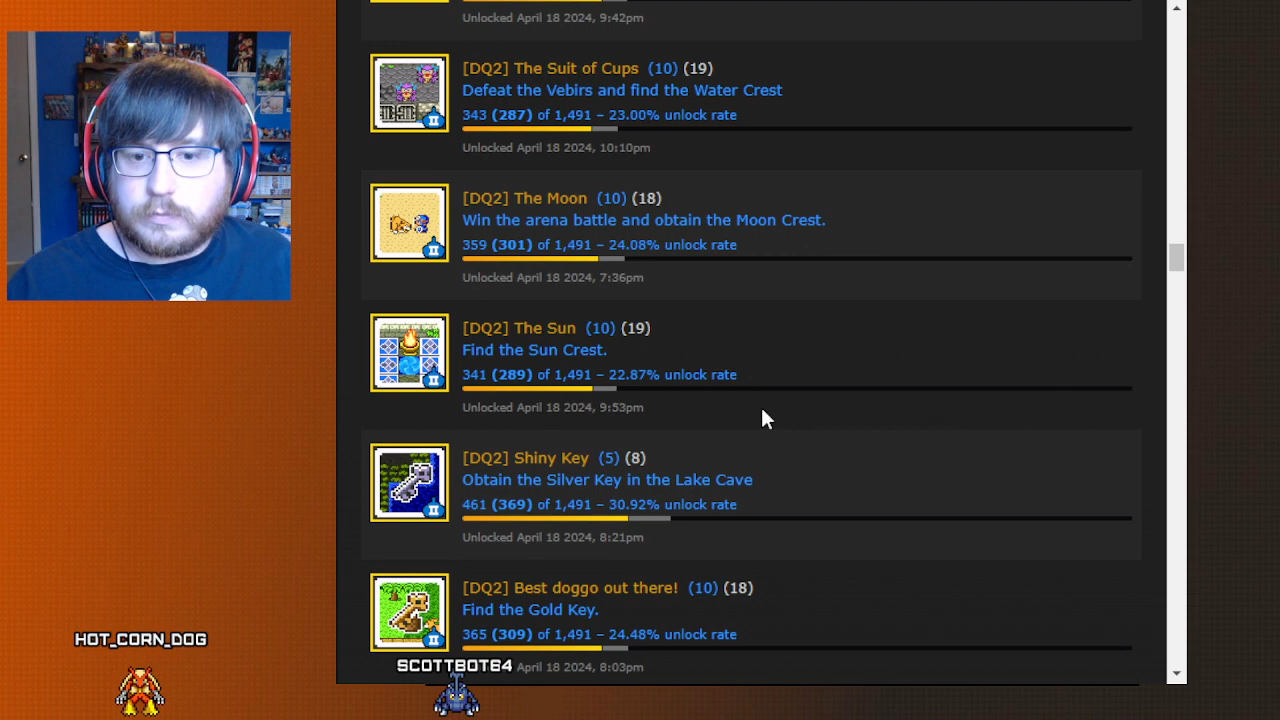 Unlocked April 18 2024, 9:42pm
[DQ2] The Suit of Cups (10) (19)
Defeat the Vebirs and find the Water Crest
343 (287) of 1,491 – 23.00% unlock rate
Unlocked April 18 2024, 10:10pm
[DQ2] The Moon (10) (18)
Win the arena battle and obtain the Moon Crest.
359 (301) of 1,491 – 24.08% unlock rate
Unlocked April 18 2024, 7:36pm
[DQ2] The Sun (10) (19)
Find the Sun Crest.
341 (289) of 1,491 – 22.87% unlock rate
Unlocked April 18 2024, 9:53pm
[DQ2] Shiny Key (5) (8)
Obtain the Silver Key in the Lake Cave
461 (369) of 1,491 – 30.92% unlock rate
Unlocked April 18 2024, 8:21pm
[DQ2] Best doggo out there! (10) (18)
Find the Gold Key.
365 (309) of 1,491 – 24.48% unlock rate
April 18 2024, 8:03pm
HOT_CORN_DOG
SCOTTBOT64
II
II
II
II
II